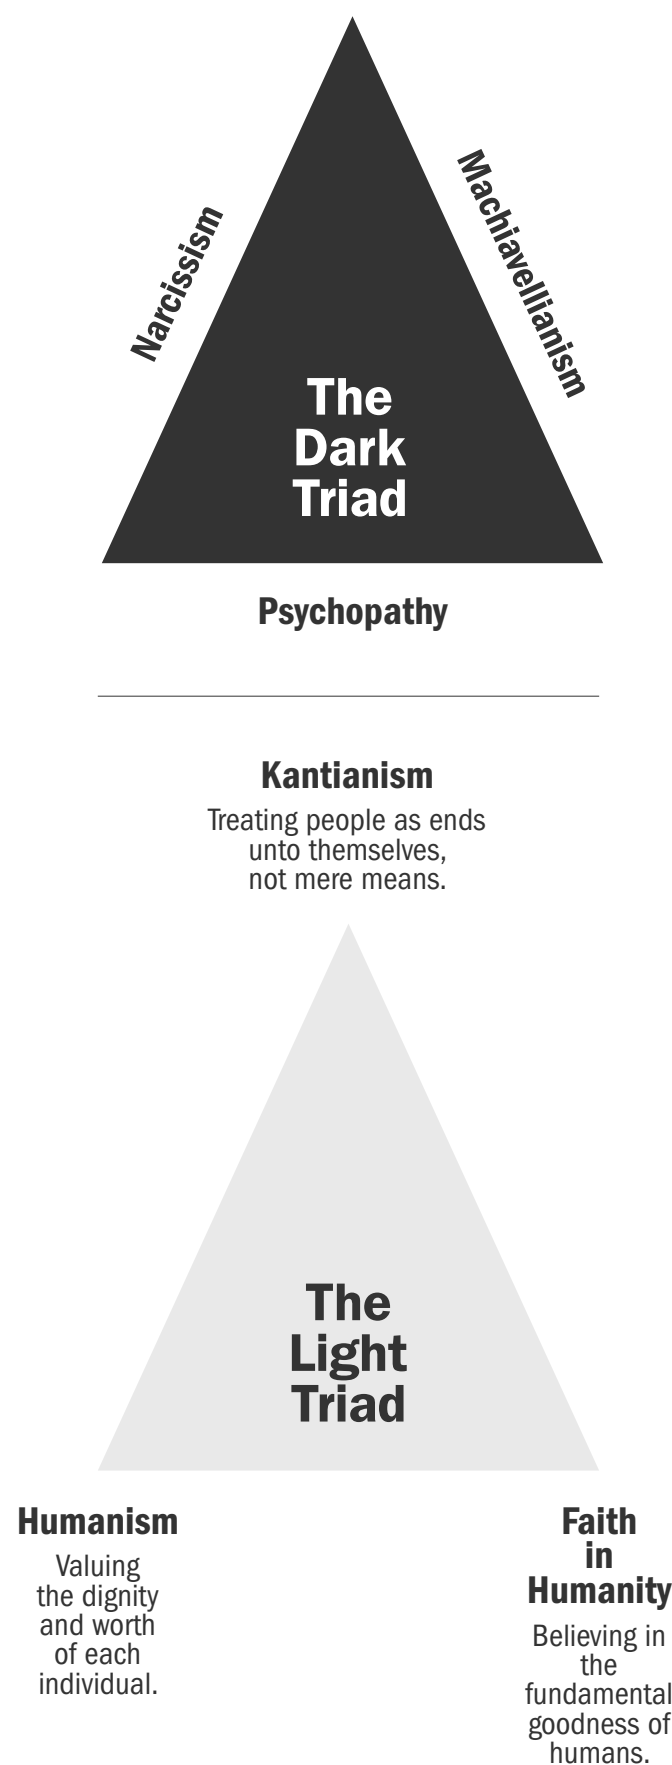 Narcissism
Machiavellianism
The
Dark
Triad
Psychopathy
Kantianism
Treating people as ends
unto themselves,
not mere means.
The
Light
Triad
Humanism
Valuing
the dignity
and worth
of each
individual.
Faith
in
Humanity
Believing in
the
fundamental
goodness of
humans.